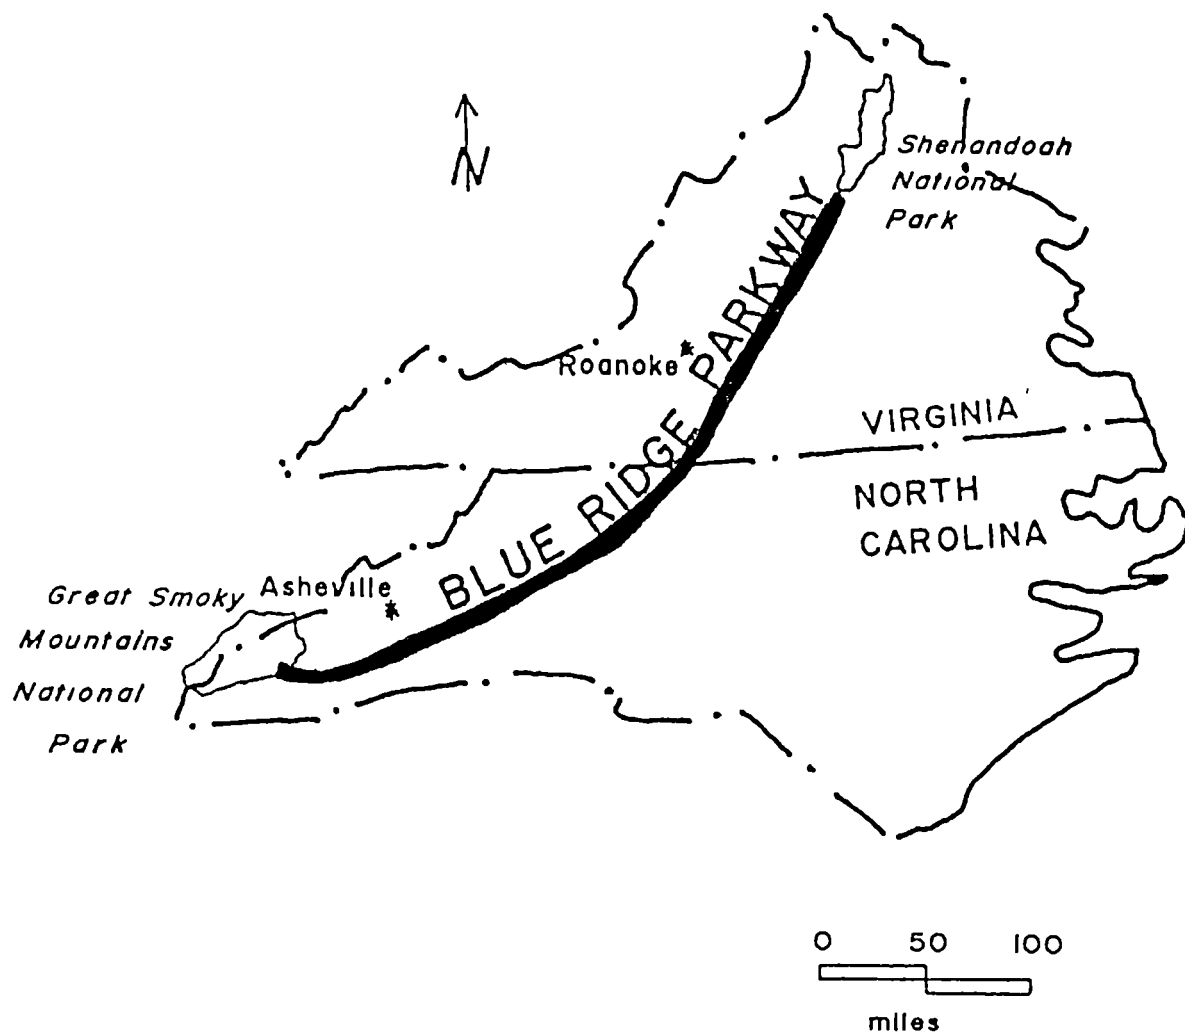 N
Shenandoah
National
Park
BLUE RIDGE PARKWAY
Roanoke
VIRGINIA
NORTH
CAROLINA
Asheville
Great Smoky
Mountains
National
Park
0 50 100
miles